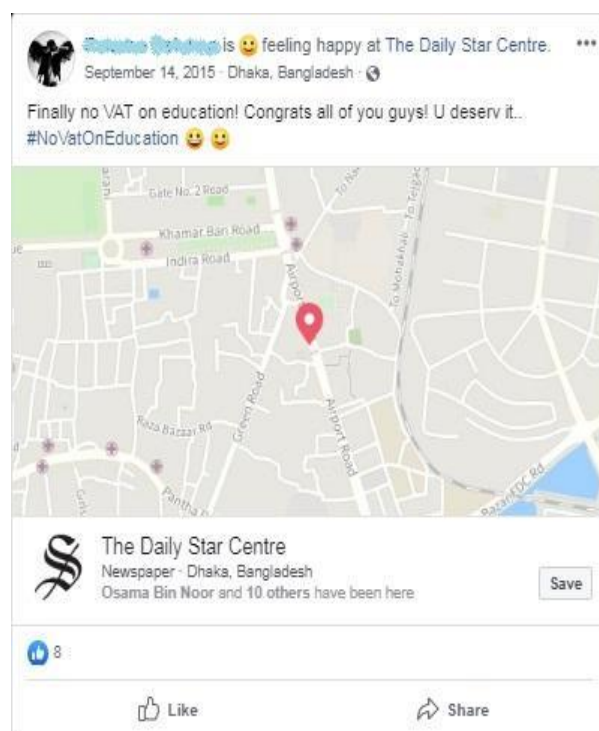 is feeling happy at The Daily Star Centre.
September 14, 2015 · Dhaka, Bangladesh ·
Finally no VAT on education! Congrats all of you guys! U deserv it..
#NoVatOnEducation
Gate No. 2 Road
Khamar Bari Road
Indira Road
Airport
To Mohakhali - To
Green Road
Raza Bazar Rd
Airport Road
Pantha
The Daily Star Centre
Newspaper · Dhaka, Bangladesh
Save
Osama Bin Noor and 10 others have been here
8
Like
Share